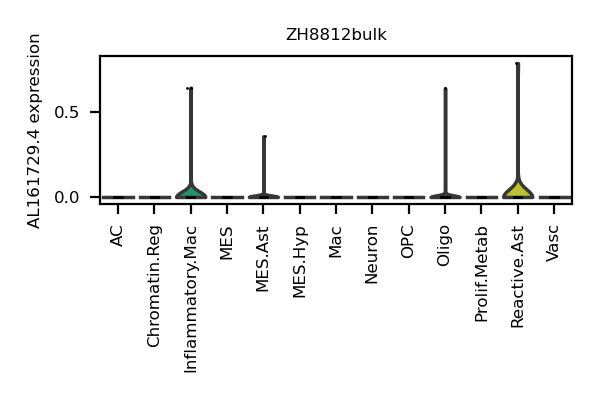 ZH8812bulk
AL161729.4 expression
0.5
0.0
AC
Chromatin.Reg
Inflammatory.Mac
MES
MES.Ast
MES.Hyp
Mac
Neuron
OPC
Oligo
Prolif.Metab
Reactive.Ast
Vasc